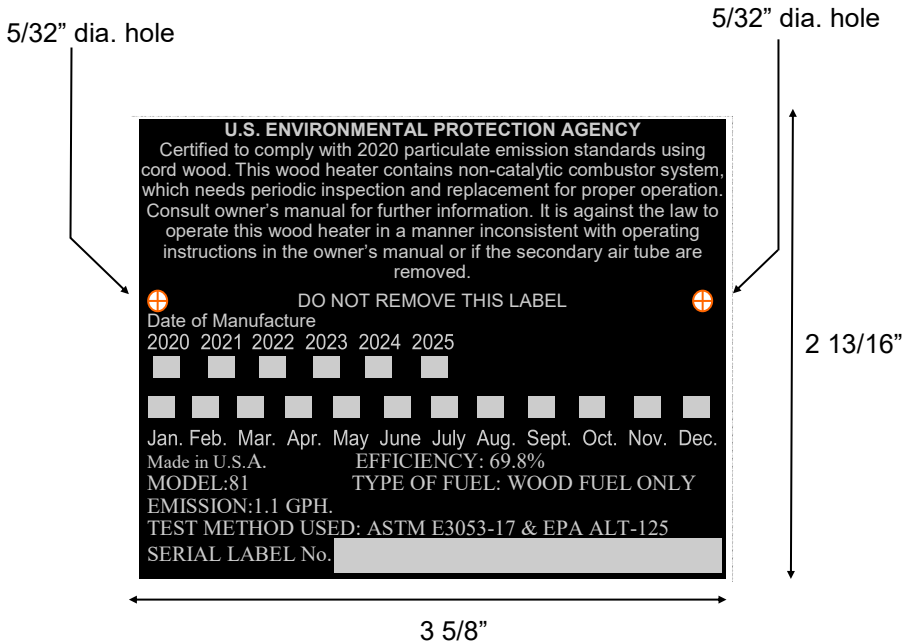 5/32” dia. hole
5/32” dia. hole
U.S. ENVIRONMENTAL PROTECTION AGENCY
Certified to comply with 2020 particulate emission standards using
cord wood. This wood heater contains non-catalytic combustor system,
which needs periodic inspection and replacement for proper operation.
Consult owner’s manual for further information. It is against the law to
operate this wood heater in a manner inconsistent with operating
instructions in the owner’s manual or if the secondary air tube are
removed.
DO NOT REMOVE THIS LABEL
Date of Manufacture
2020 2021 2022 2023 2024 2025
Jan. Feb. Mar. Apr. May June July Aug. Sept. Oct. Nov. Dec.
Made in U.S.A. EFFICIENCY: 69.8%
MODEL:81 TYPE OF FUEL: WOOD FUEL ONLY
EMISSION:1.1 GPH.
TEST METHOD USED: ASTM E3053-17 & EPA ALT-125
SERIAL LABEL No.
2 13/16”
3 5/8”